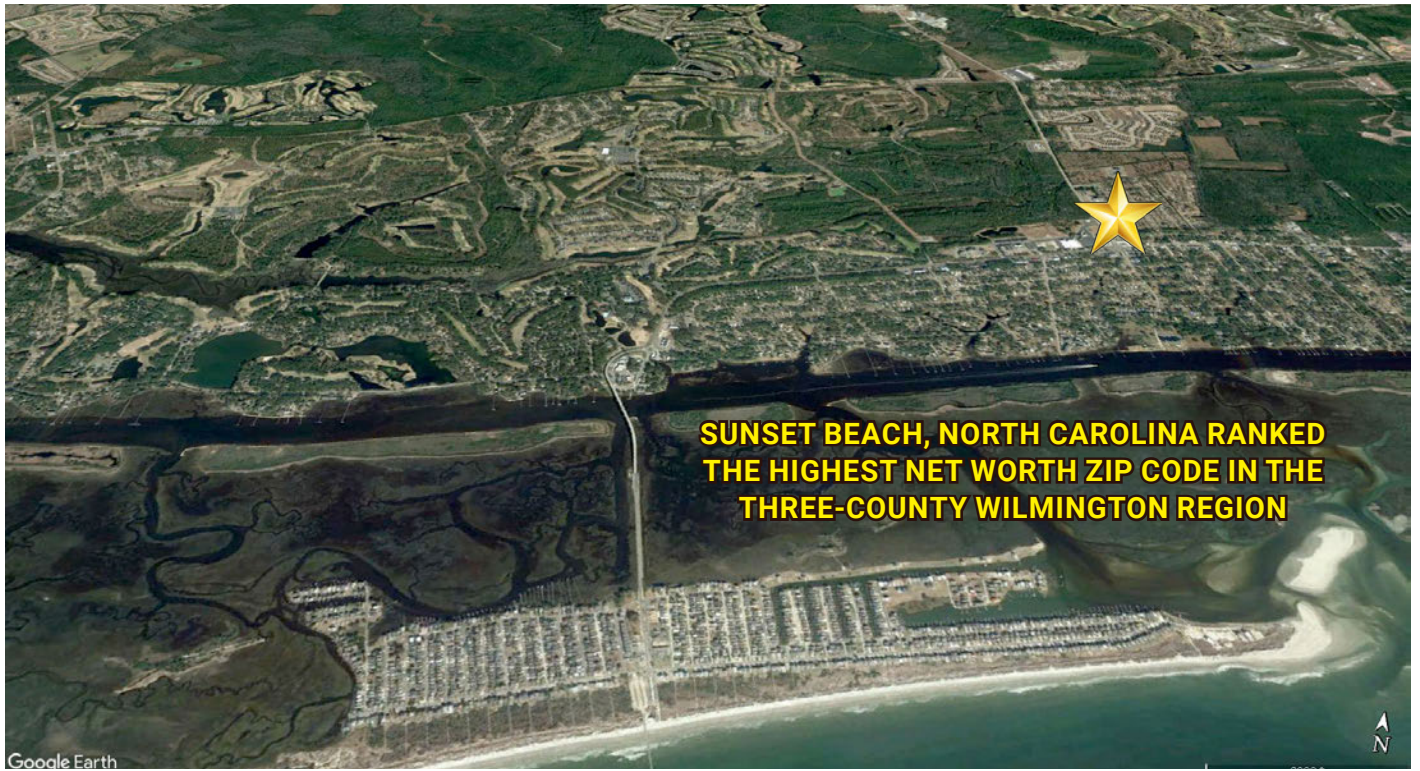 SUNSET BEACH, NORTH CAROLINA RANKED
THE HIGHEST NET WORTH ZIP CODE IN THE
THREE-COUNTY WILMINGTON REGION
N
Google Earth